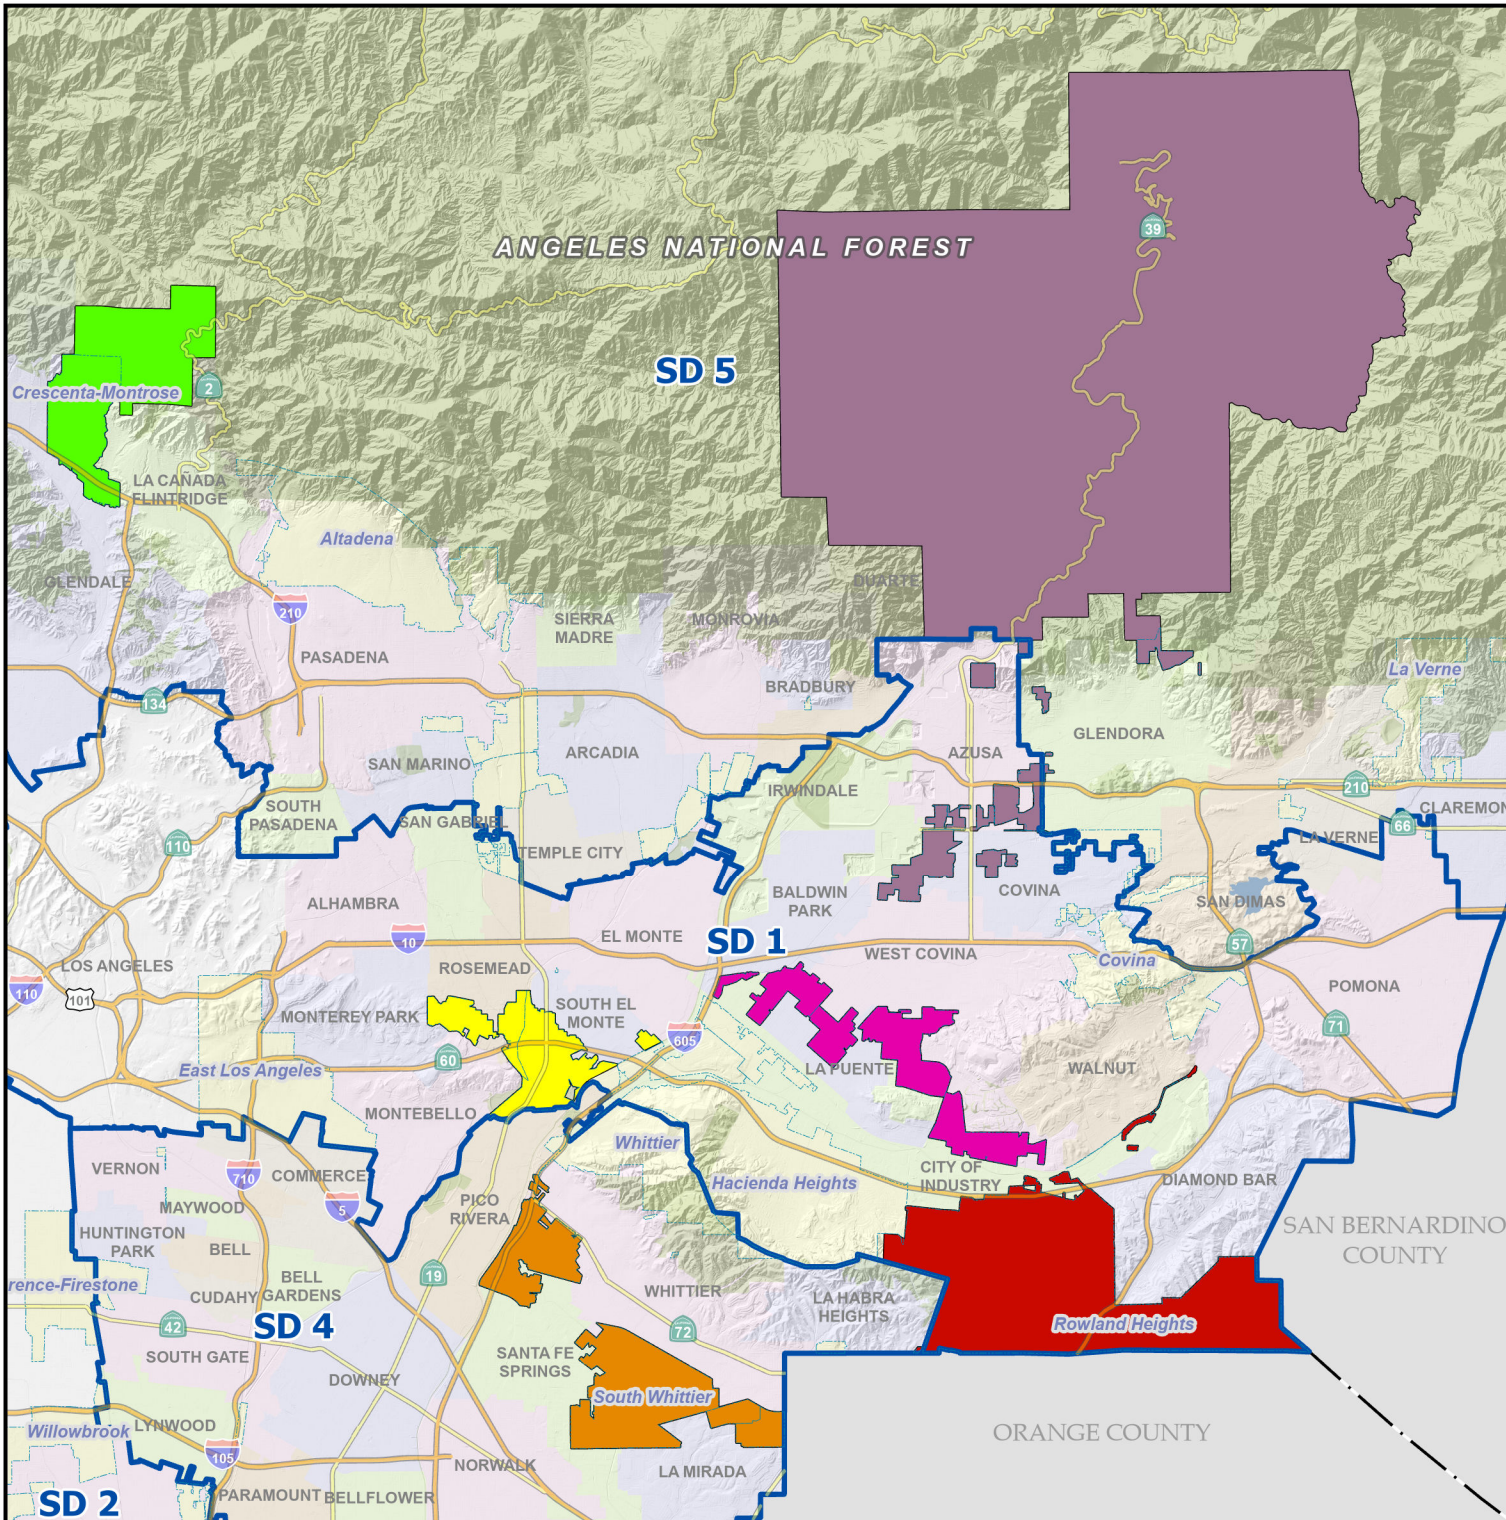 39
ANGELES NATIONAL FOREST
SD 5
2
Crescenta-Montrose
LA CAÑADA
FLINTRIDGE
Altadena
GLENDALE
DUARTE
210
SIERRA
MADRE
MONROVIA
PASADENA
La Verne
BRADBURY
134
GLENDORA
AZUSA
ARCADIA
SAN MARINO
IRWINDALE
210
SOUTH
PASADENA
CLAREMON
SAN GABRIEL
66
LA VERNE
110
TEMPLE CITY
BALDWIN
PARK
COVINA
ALHAMBRA
SAN DIMAS
EL MONTE
SD 1
10
57
WEST COVINA
Covina
LOS ANGELES
ROSEMEAD
POMONA
110
101
SOUTH EL
MONTE
MONTEREY PARK
71
605
60
East Los Angeles
LA PUENTE
WALNUT
MONTEBELLO
Whittier
VERNON
710
COMMERCE
CITY OF
INDUSTRY
Hacienda Heights
DIAMOND BAR
MAYWOOD
PICO
RIVERA
5
HUNTINGTON
PARK
BELL
SAN BERNARDINO
COUNTY
19
rence-Firestone
BELL
GARDENS
CUDAHY
WHITTIER
LA HABRA
HEIGHTS
42
SD 4
72
Rowland Heights
SOUTH GATE
SANTA FE
SPRINGS
DOWNEY
South Whittier
Willowbrook
LYNWOOD
ORANGE COUNTY
105
NORWALK
LA MIRADA
SD 2
PARAMOUNT
BELLFLOWER